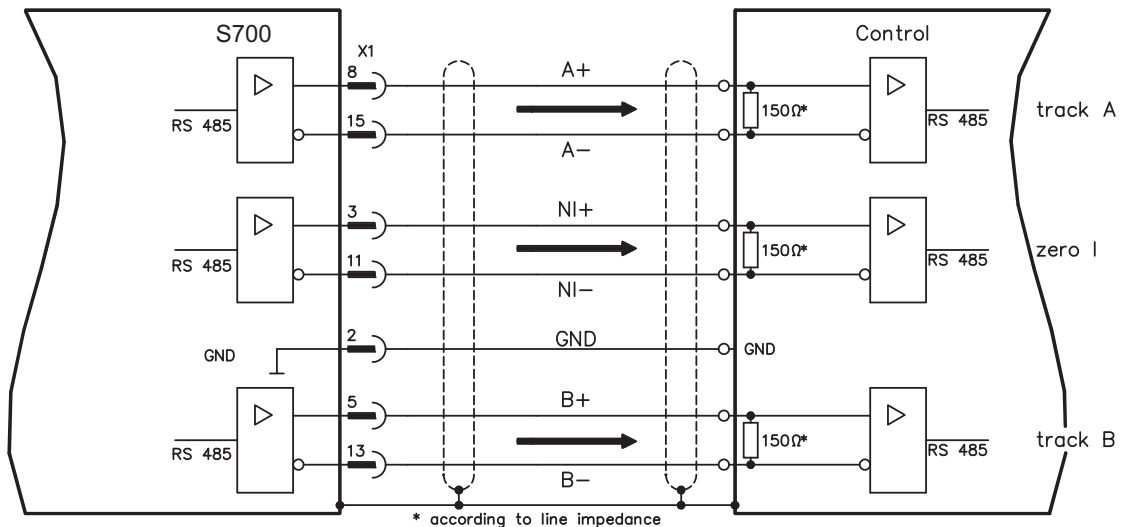 S700
Control
X1
8
A+
150Ω*
track A
RS 485
15
RS 485
A-
3
NI+
150Ω*
zero I
RS 485
11
RS 485
NI-
2
GND
GND
GND
5
B+
150Ω*
track B
RS 485
13
RS 485
B-
* according to line impedance